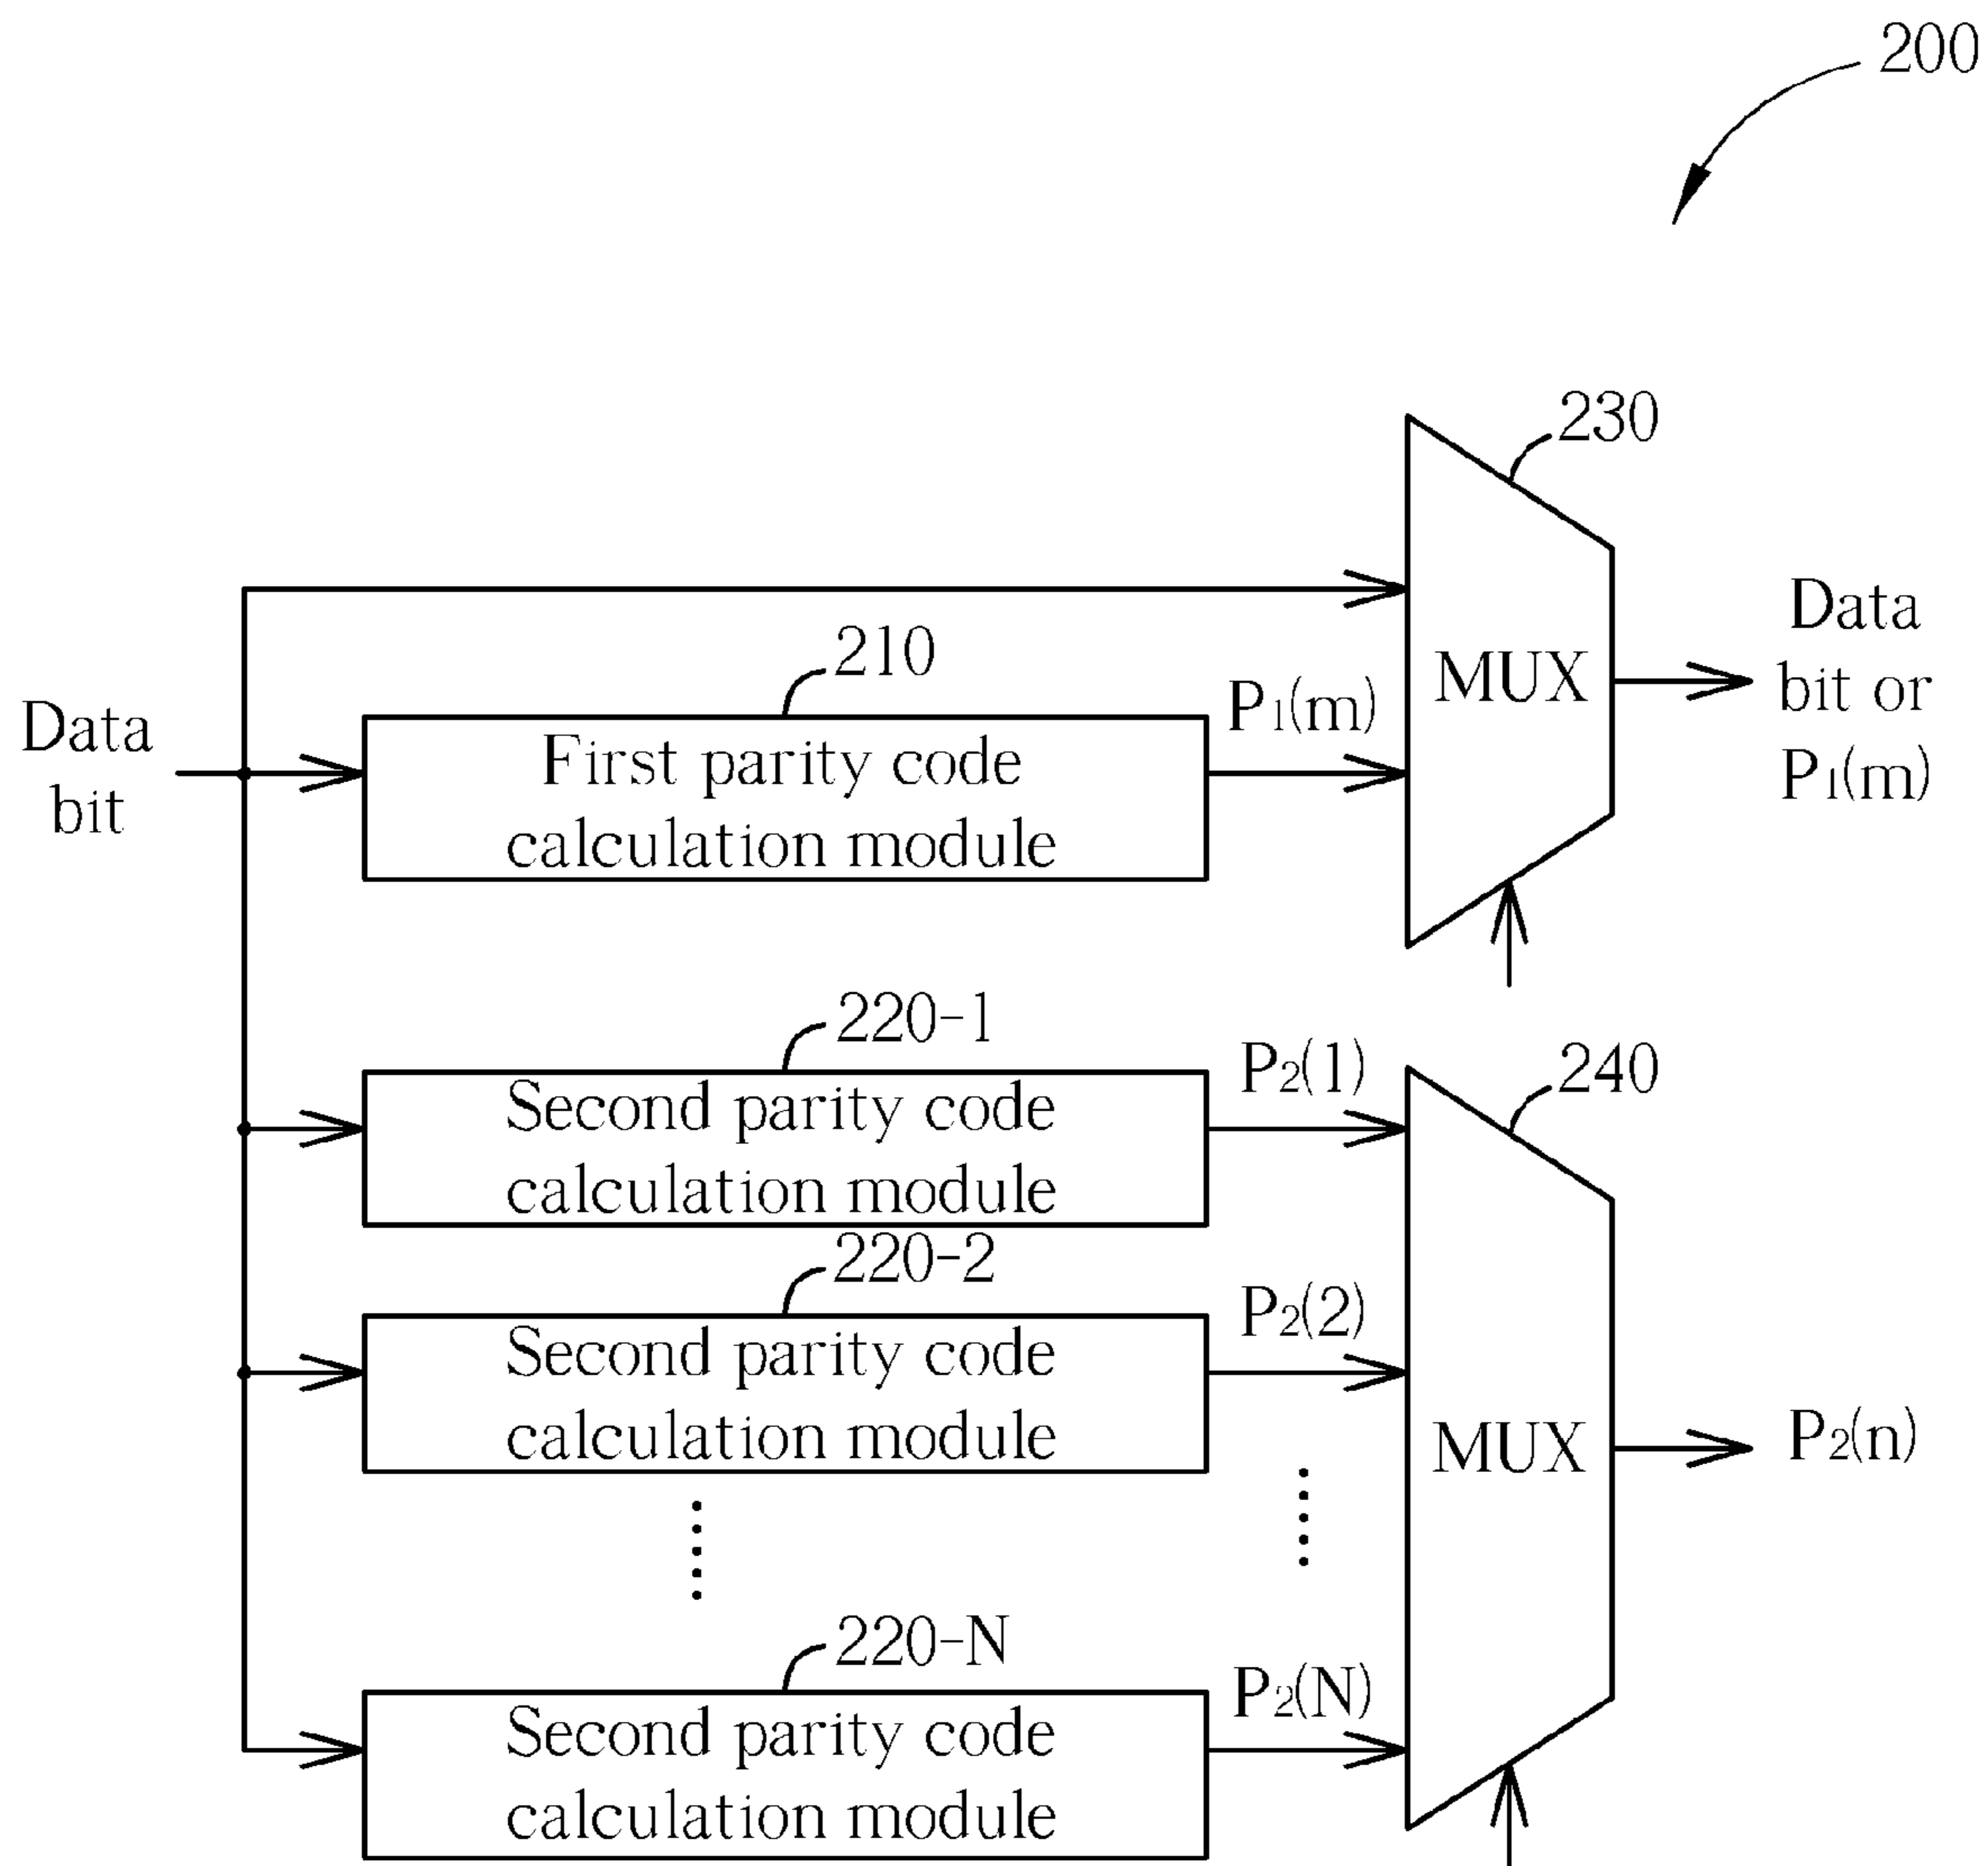 200
230
Data
bit or
P₁(m)
MUX
210
P₁(m)
Data
bit
First parity code
calculation module
220-1
P₂(1)
240
Second parity code
calculation module
220-2
P₂(2)
Second parity code
calculation module
MUX
P₂(n)
220-N
P₂(N)
Second parity code
calculation module